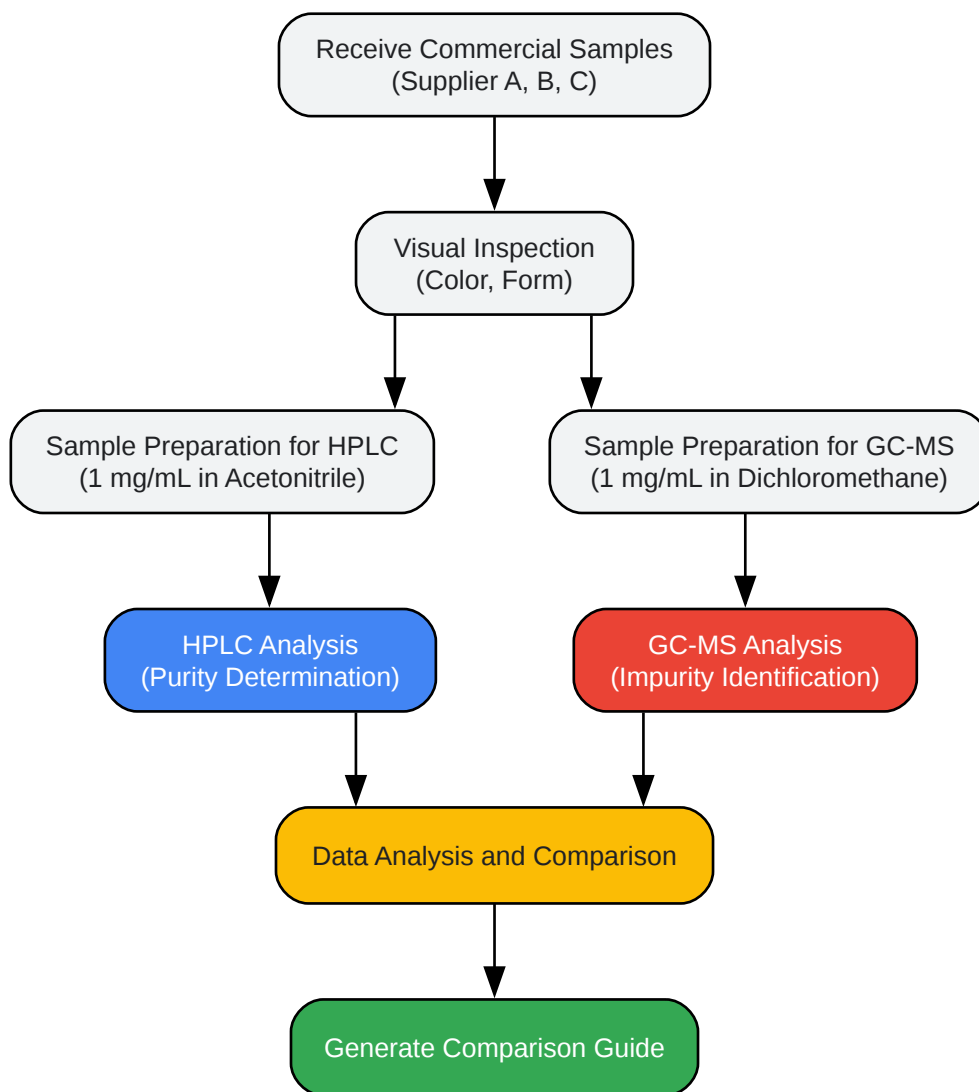 Receive Commercial Samples
(Supplier A, B, C)
Visual Inspection
(Color, Form)
Sample Preparation for HPLC
(1 mg/mL in Acetonitrile)
Sample Preparation for GC-MS
(1 mg/mL in Dichloromethane)
HPLC Analysis
(Purity Determination)
GC-MS Analysis
(Impurity Identification)
Data Analysis and Comparison
Generate Comparison Guide